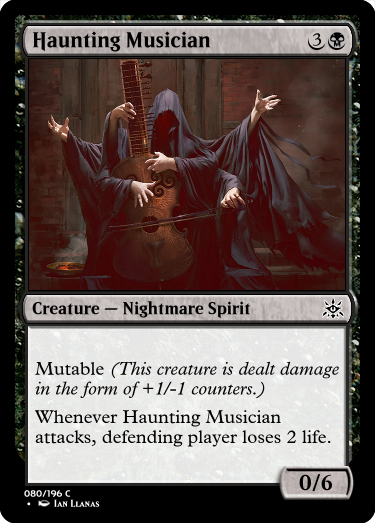 Haunting Musician 3
Creature — Nightmare Spirit
Mutable (This creature is dealt damage
in the form of +1/-1 counters.)
Whenever Haunting Musician
attacks, defending player loses 2 life.
0/6
080/196 C
• Ian Llanas